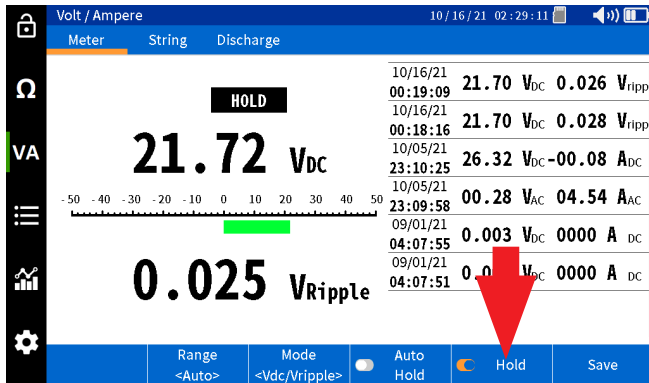 Volt / Ampere 10/16/21 02:29:11
Meter String Discharge
Ω
VA
HOLD
21.72 VDC
-50 -40 -30 -20 -10 0 10 20 30 40 50
0.025 VRipple
10/16/21
00:19:09 21.70 VDC 0.026 Vripp
10/16/21
00:18:16 21.70 VDC 0.028 Vripp
10/05/21
23:10:25 26.32 VDC -00.08 ADC
10/05/21
23:09:58 00.28 VAC 04.54 AAC
09/01/21
04:07:55 0.003 VDC 0000 A DC
09/01/21
04:07:51 VDC 0000 A DC
Range
<Auto>
Mode
<Vdc/Vripple>
Auto
Hold
Hold
Save